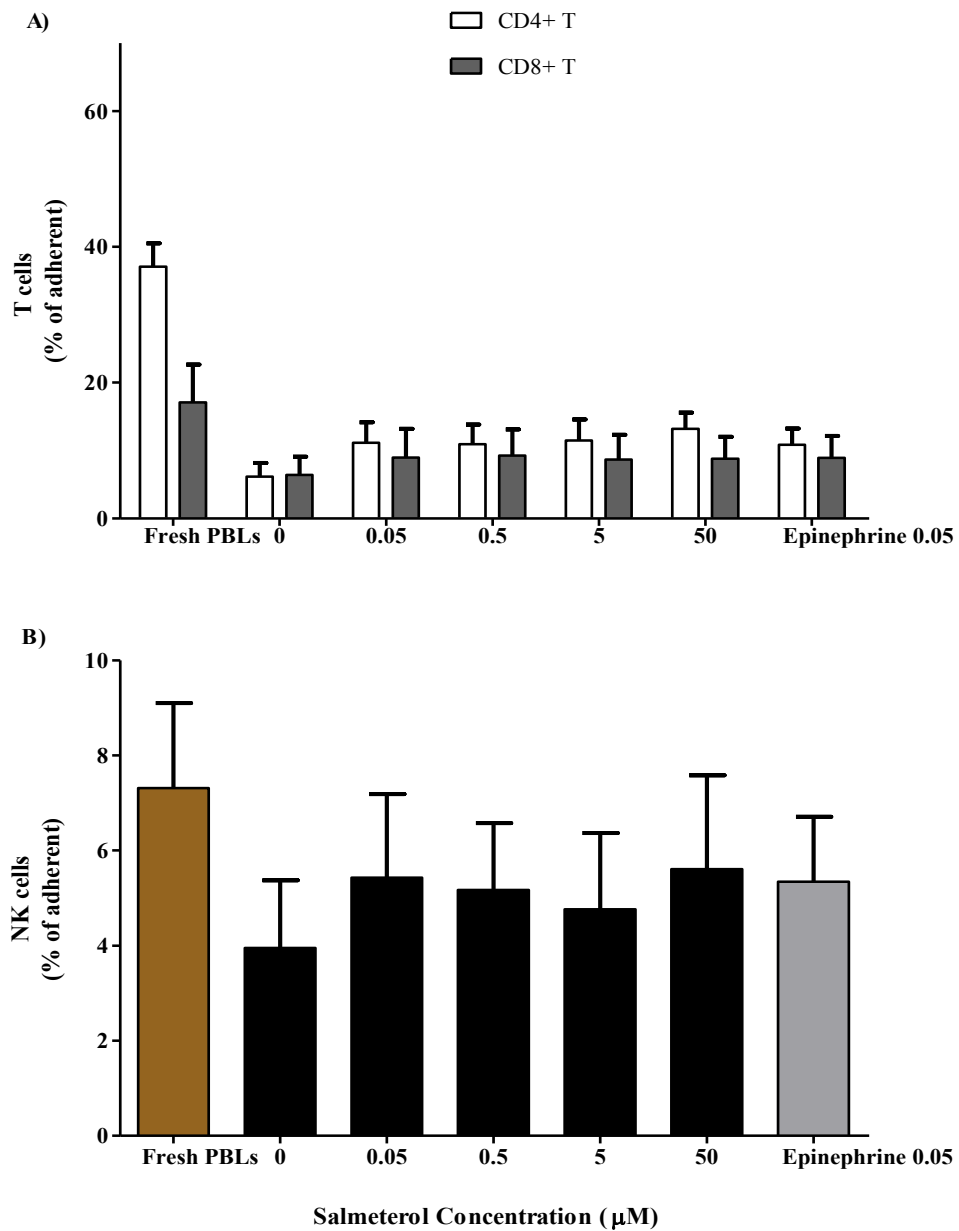 A)
CD4+ T
CD8+ T
60
40
20
0
T cells
(% of adherent)
Fresh PBLs 0 0.05 0.5 5 50 Epinephrine 0.05
B)
10
8
6
4
2
0
NK cells
(% of adherent)
Fresh PBLs 0 0.05 0.5 5 50 Epinephrine 0.05
Salmeterol Concentration (μM)